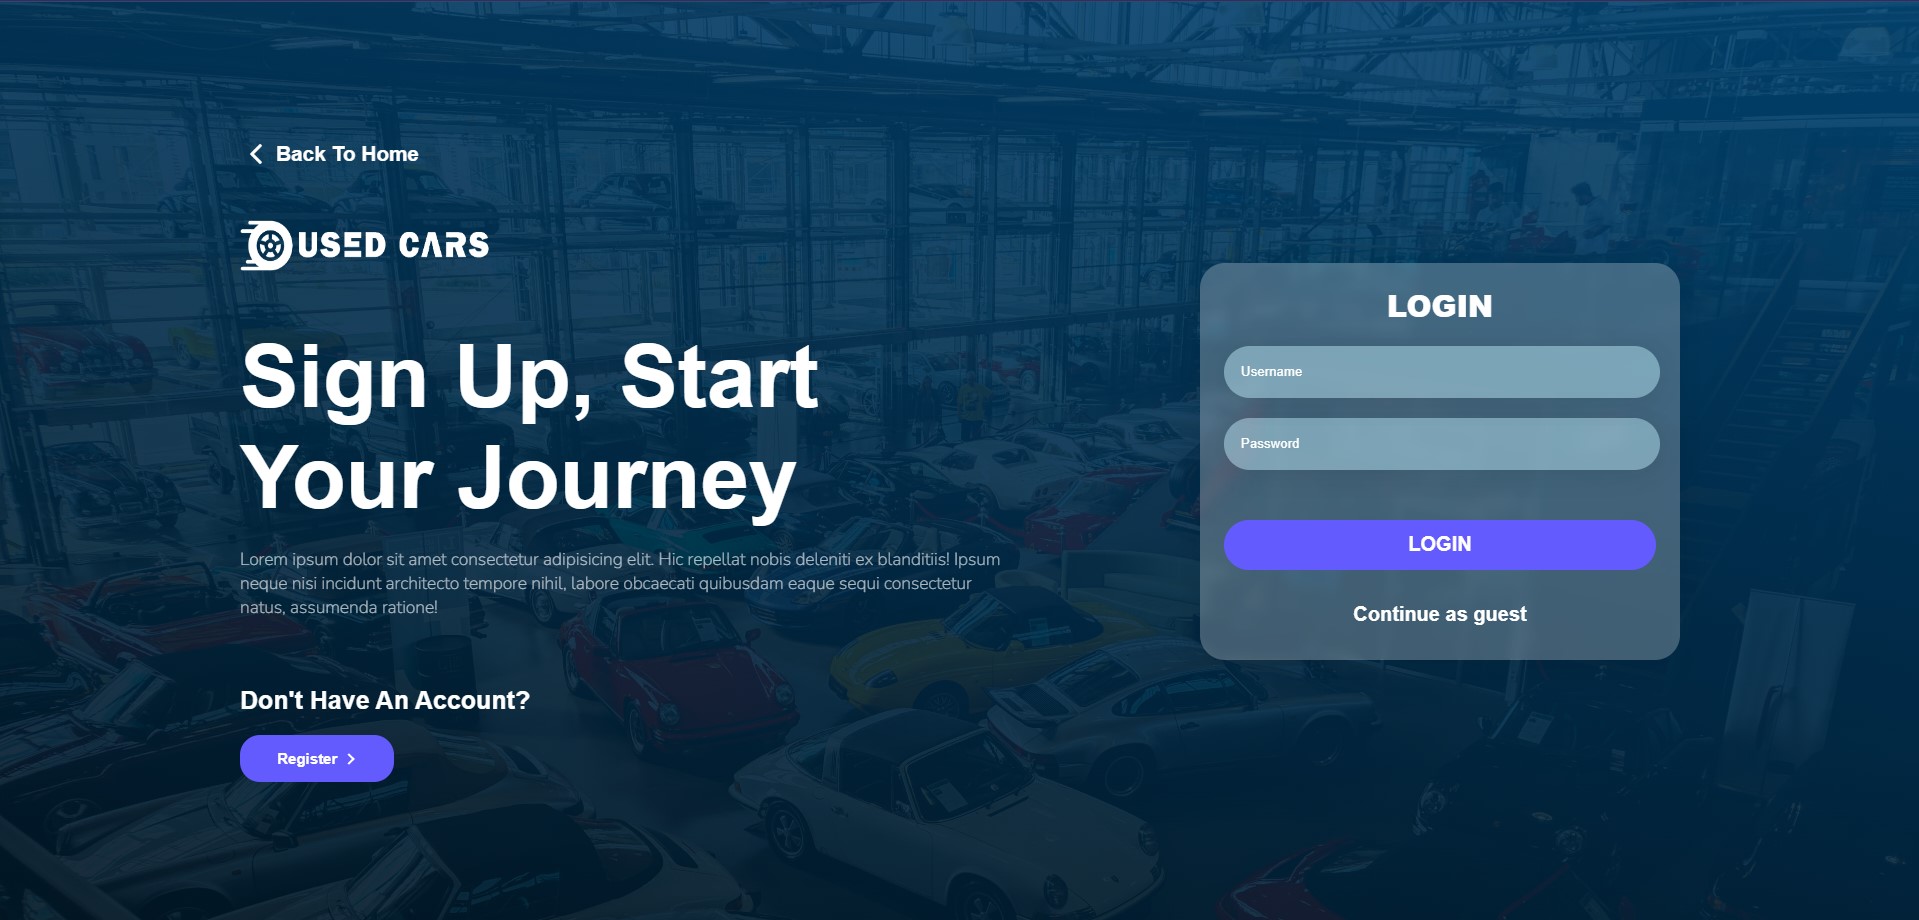 Back To Home
USED CARS
Sign Up, Start
Your Journey
Lorem ipsum dolor sit amet consectetur adipisicing elit. Hic repellat nobis deleniti ex blanditiis! Ipsum
neque nisi incidunt architecto tempore nihil, labore obcaecati quibusdam eaque sequi consectetur
natus, assumenda ratione!
Don't Have An Account?
Register
LOGIN
Username
Password
LOGIN
Continue as guest